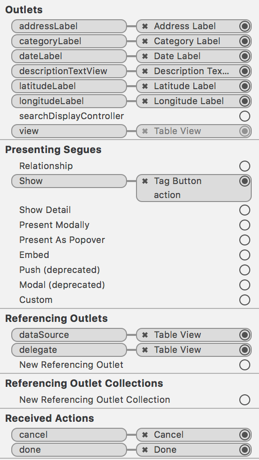 Outlets
addressLabel ✖ Address Label
categoryLabel ✖ Category Label
dateLabel ✖ Date Label
descriptionTextView ✖ Description Tex...
latitudeLabel ✖ Latitude Label
longitudeLabel ✖ Longitude Label
searchDisplayController
view ✖ Table View
Presenting Segues
Relationship
Show ✖ Tag Button
action
Show Detail
Present Modally
Present As Popover
Embed
Push (deprecated)
Modal (deprecated)
Custom
Referencing Outlets
dataSource ✖ Table View
delegate ✖ Table View
New Referencing Outlet
Referencing Outlet Collections
New Referencing Outlet Collection
Received Actions
cancel ✖ Cancel
done ✖ Done